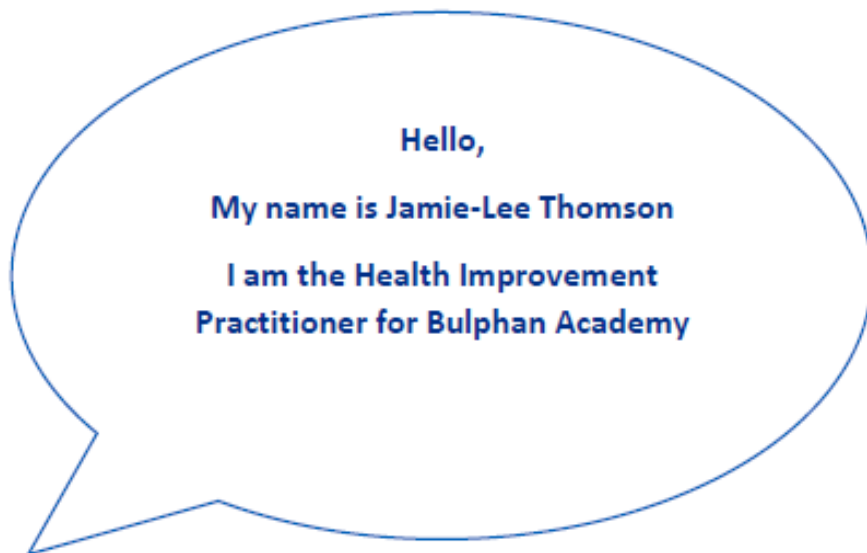 Hello,
My name is Jamie-Lee Thomson
I am the Health Improvement
Practitioner for Bulphan Academy